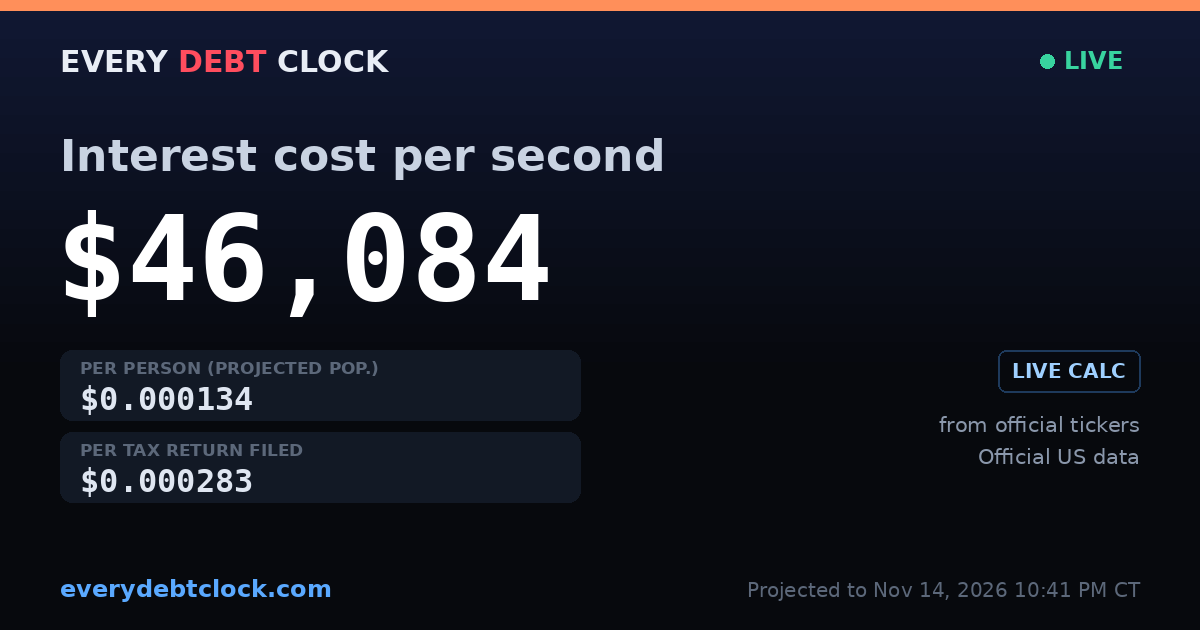 EVERY DEBT CLOCK
LIVE
Interest cost per second
$46,084
PER PERSON (PROJECTED POP.)
$0.000134
PER TAX RETURN FILED
$0.000283
LIVE CALC
from official tickers
Official US data
everydebtclock.com
Projected to Nov 14, 2026 10:41 PM CT